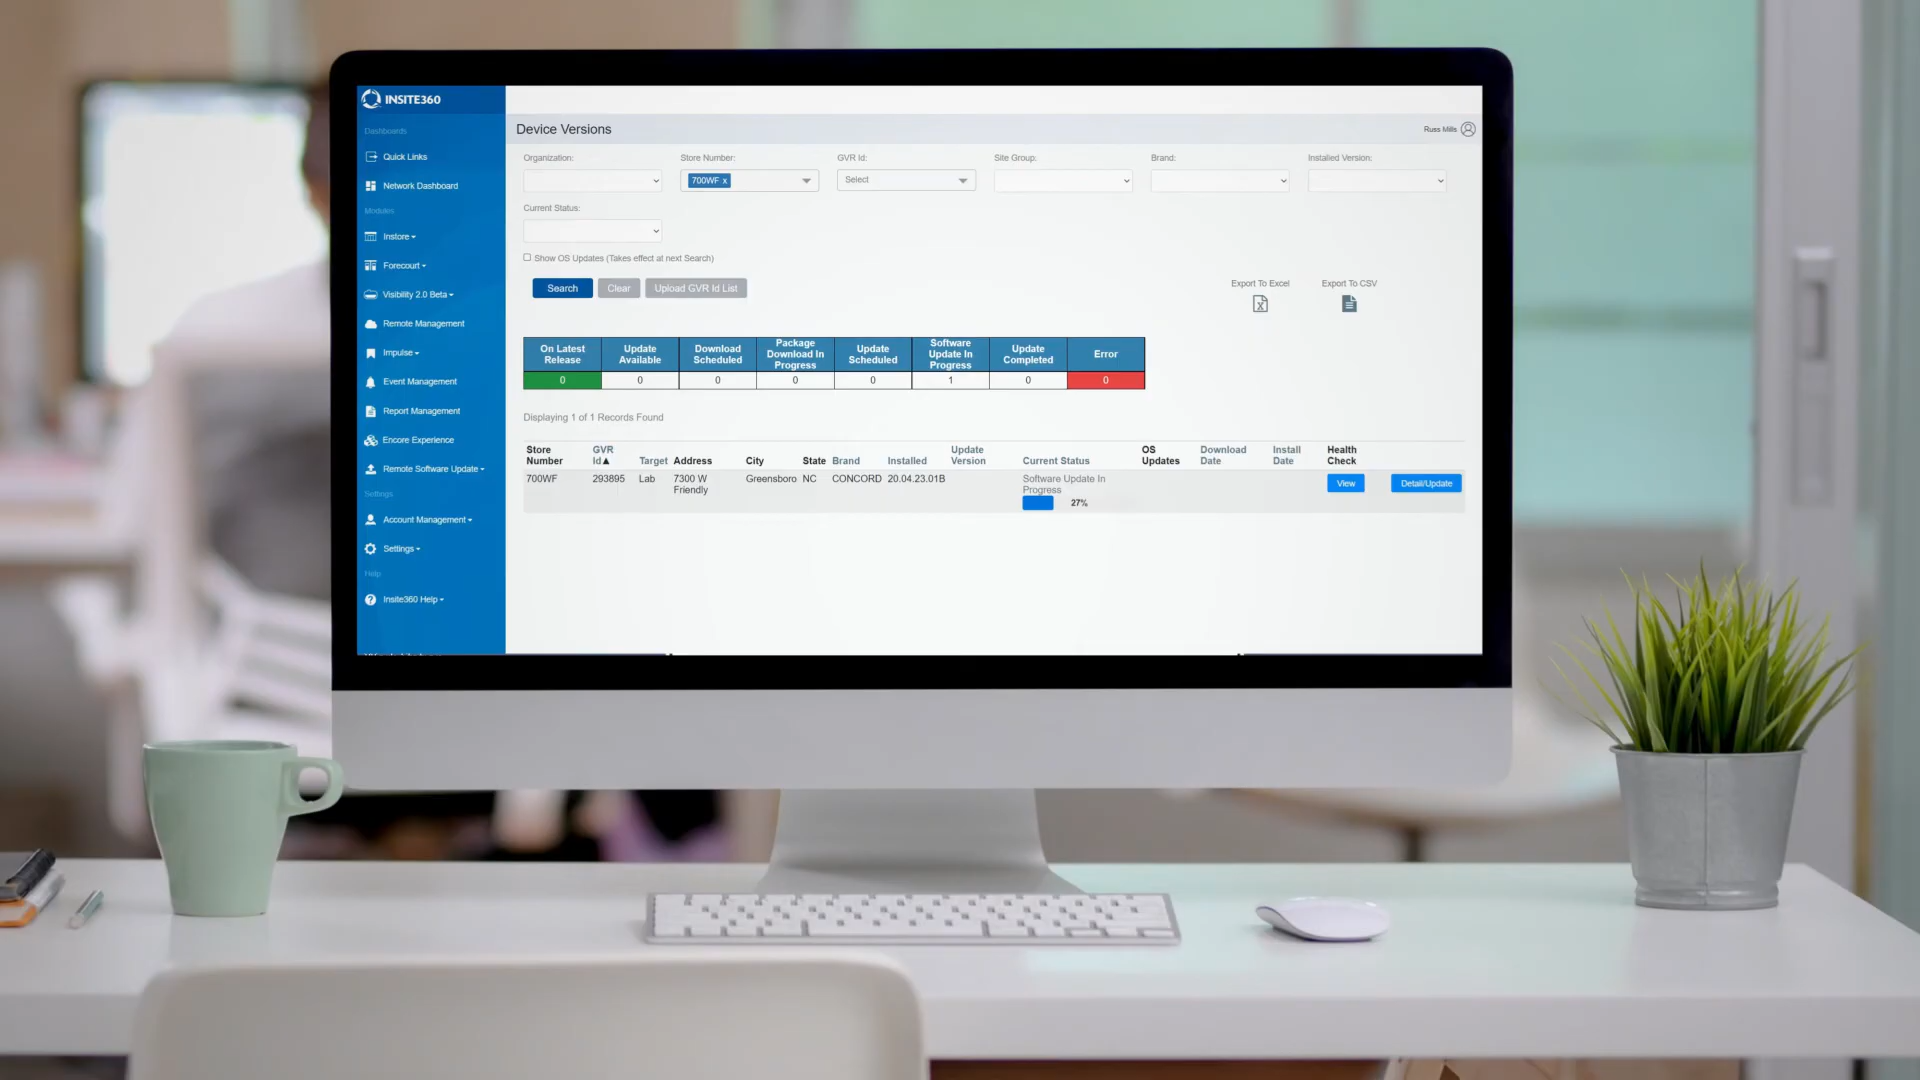 INSITE360
Dashboards
Quick Links
Network Dashboard
Modules
Instore
Forecourt
Visibility 2.0 Beta
Remote Management
Impulse
Event Management
Report Management
Encore Experience
Remote Software Update
Settings
Account Management
Settings
Help
Insite360 Help
Device Versions
Russ Mills
Organization:
Store Number:
GVR Id:
Site Group:
Brand:
Installed Version:
700WF x
Select
Current Status:
Show OS Updates (Takes effect at next Search)
Search
Clear
Upload GVR Id List
Export To Excel
Export To CSV
On Latest Release
Update Available
Download Scheduled
Package Download In Progress
Update Scheduled
Software Update In Progress
Update Completed
Error
0 0 0 0 0 1 0 0
Displaying 1 of 1 Records Found
Store Number
GVR Id▲
Target
Address
City
State
Brand
Installed
Update Version
Current Status
OS Updates
Download Date
Install Date
Health Check
700WF
293895
Lab
7300 W Friendly
Greensboro
NC
CONCORD
20.04.23.01B
Software Update In Progress
27%
View
Detail/Update